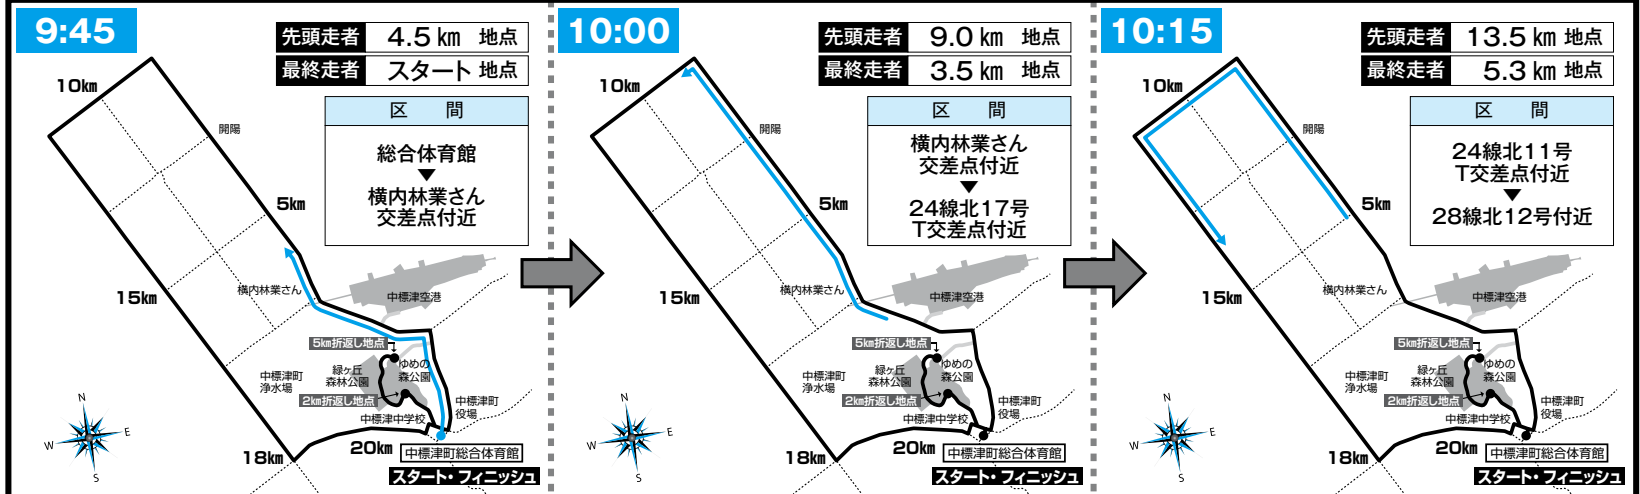 9:45
先頭走者 4.5㎞ 地点
最終走者 スタート 地点
区 間
総合体育館
▼
横内林業さん
交差点付近
10km
開陽
5km
横内林業さん
中標津空港
15km
5km折返し地点
緑ヶ丘
森林公園
ゆめの
森公園
中標津町
浄水場
2km折返し地点
中標津町
役場
中標津中学校
N
W
E
S
18km
20km
中標津町総合体育館
スタート・フィニッシュ
10:00
先頭走者 9.0㎞ 地点
最終走者 3.5㎞ 地点
区 間
横内林業さん
交差点付近
▼
24線北17号
T交差点付近
10km
開陽
5km
横内林業さん
中標津空港
15km
5km折返し地点
緑ヶ丘
森林公園
ゆめの
森公園
中標津町
浄水場
2km折返し地点
中標津町
役場
中標津中学校
N
W
E
S
18km
20km
中標津町総合体育館
スタート・フィニッシュ
10:15
先頭走者 13.5㎞ 地点
最終走者 5.3㎞ 地点
区 間
24線北11号
T交差点付近
▼
28線北12号付近
10km
開陽
5km
横内林業さん
中標津空港
15km
5km折返し地点
緑ヶ丘
森林公園
ゆめの
森公園
中標津町
浄水場
2km折返し地点
中標津町
役場
中標津中学校
N
W
E
S
18km
20km
中標津町総合体育館
スタート・フィニッシュ